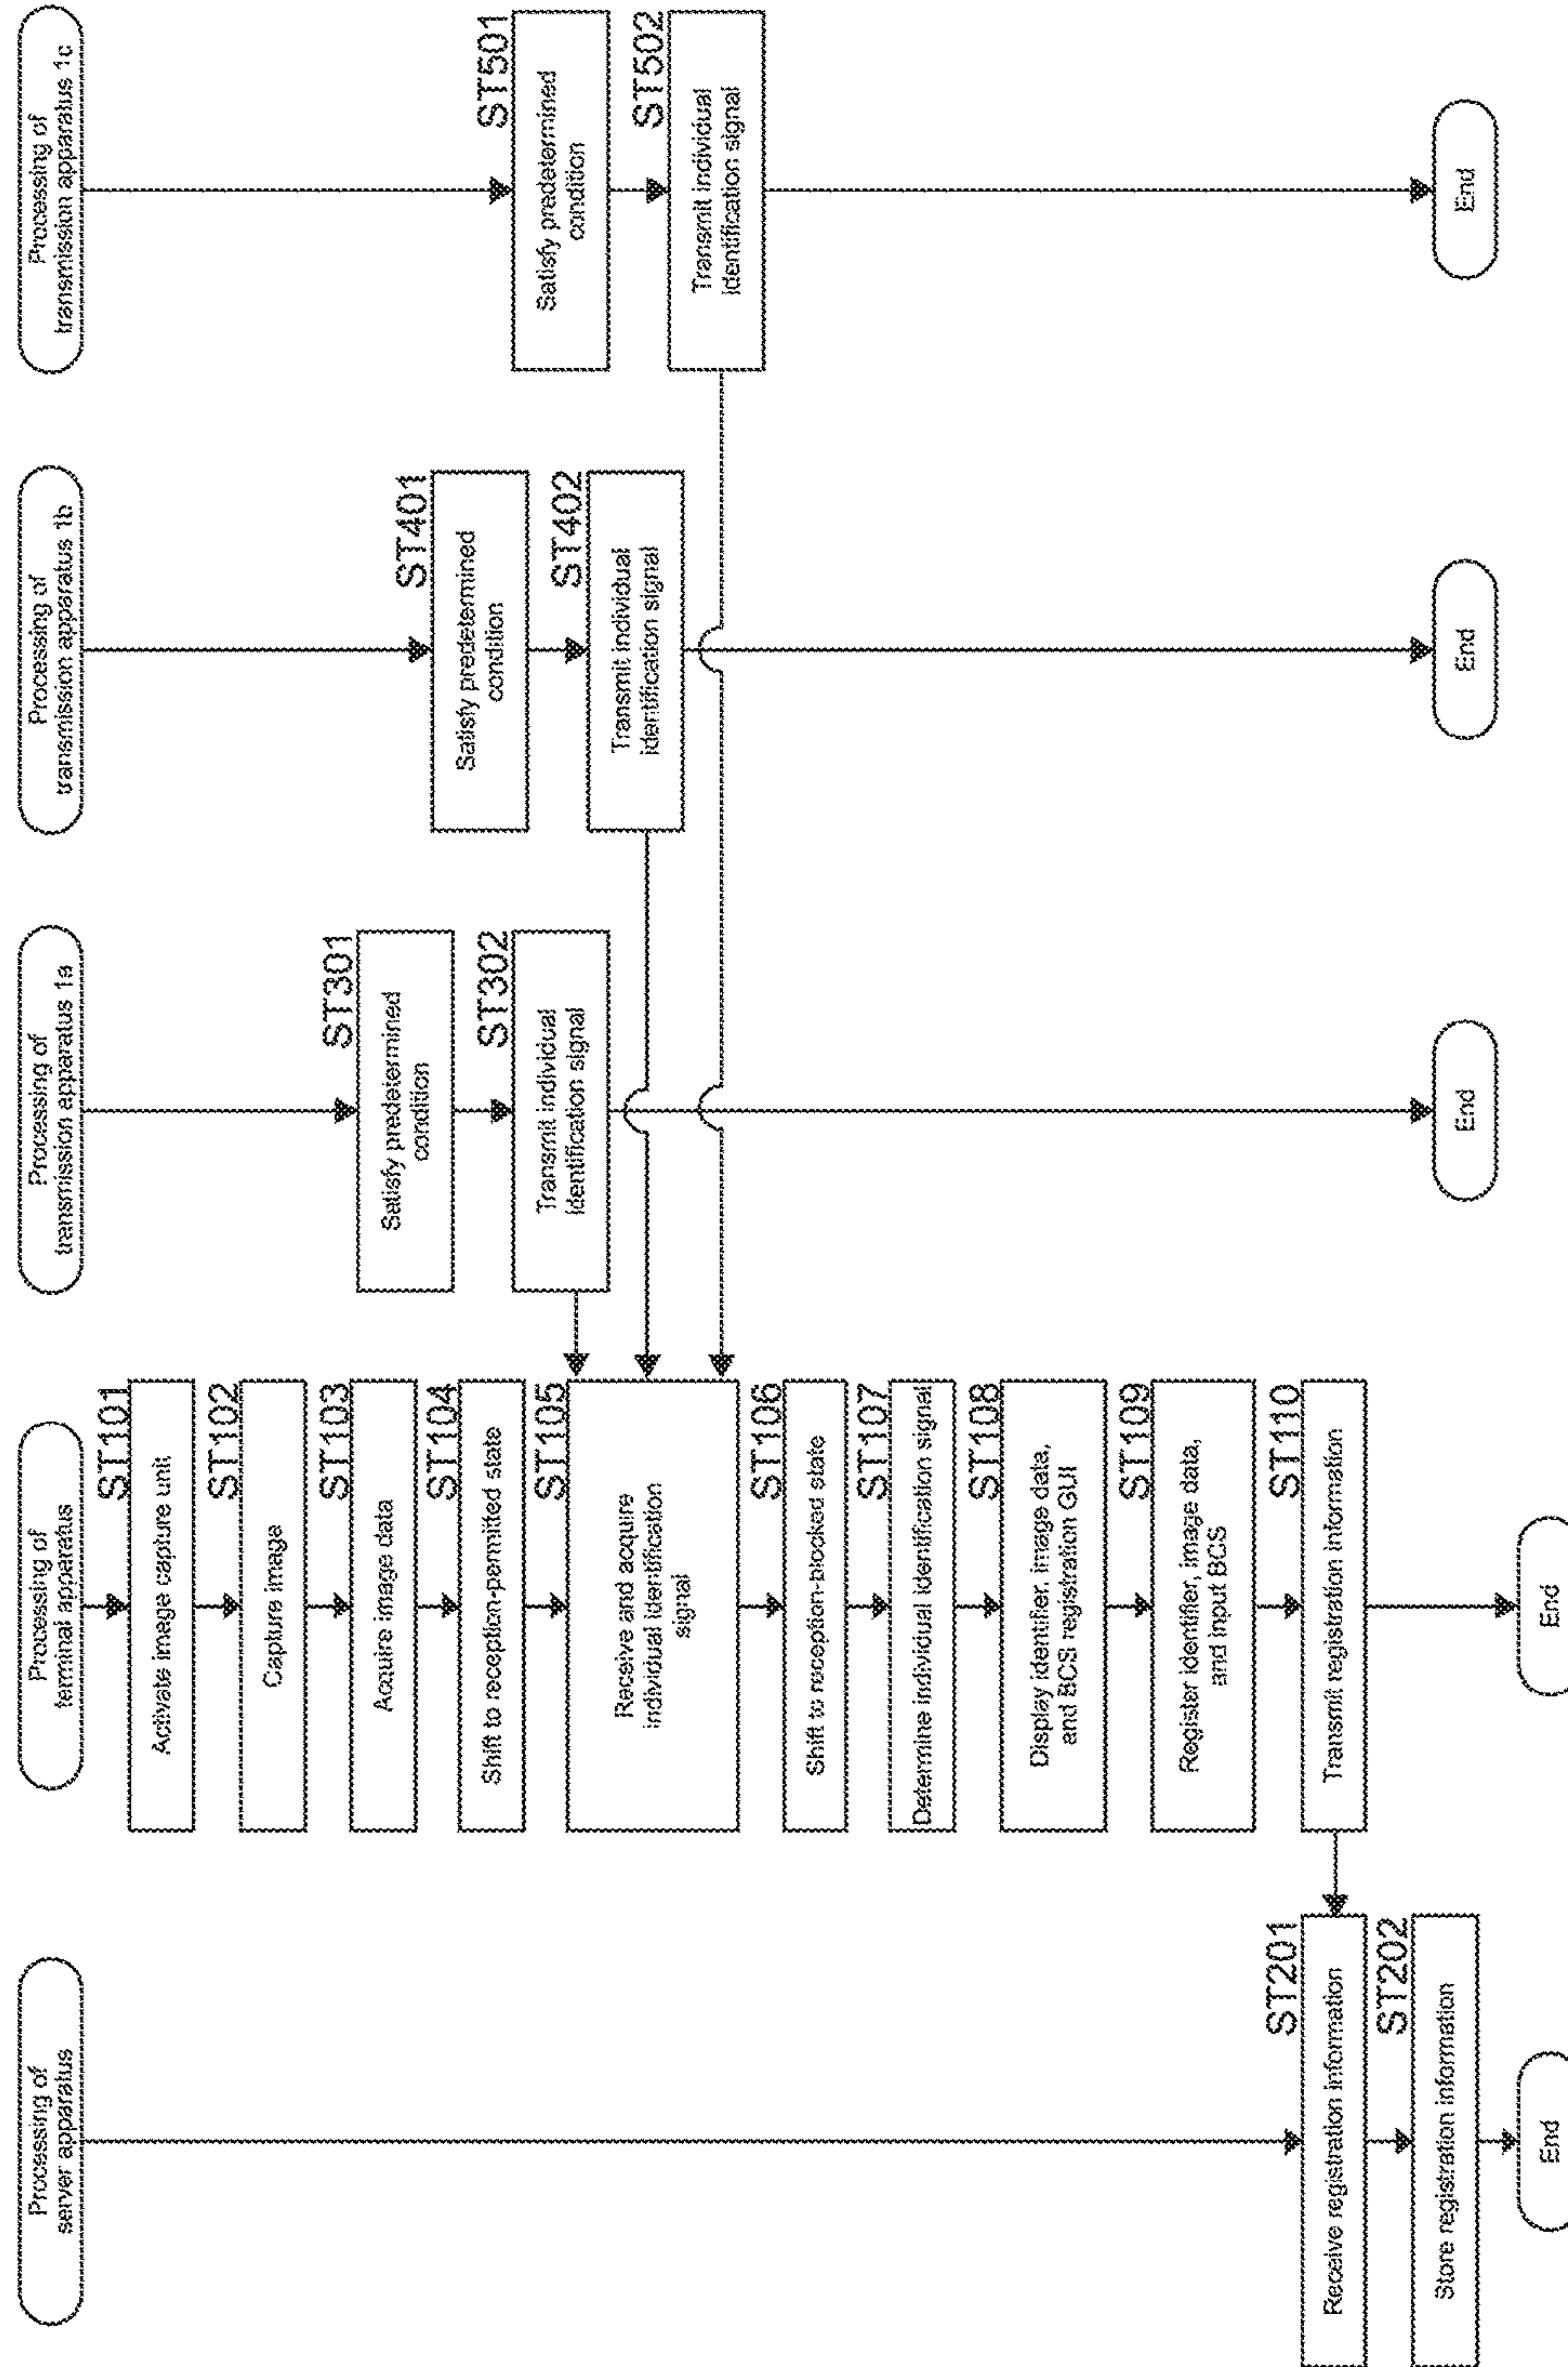 Processing of
server apparatus
ST201
Receive registration information
ST202
Store registration information
End
Processing of
terminal apparatus
ST101
Activate image capture unit
ST102
Capture image
ST103
Acquire image data
ST104
Shift to reception-permitted state
ST105
Receive and acquire
individual identification
signal
ST106
Shift to reception-blocked state
ST107
Determine individual identification signal
ST108
Display identifier, image data,
and BCS registration GUI
ST109
Register identifier, image data,
and input BCS
ST110
Transmit registration information
End
Processing of
transmission apparatus 1a
ST301
Satisfy predetermined
condition
ST302
Transmit individual
identification signal
End
Processing of
transmission apparatus 1b
ST401
Satisfy predetermined
condition
ST402
Transmit individual
identification signal
End
Processing of
transmission apparatus 1c
ST501
Satisfy predetermined
condition
ST502
Transmit individual
identification signal
End